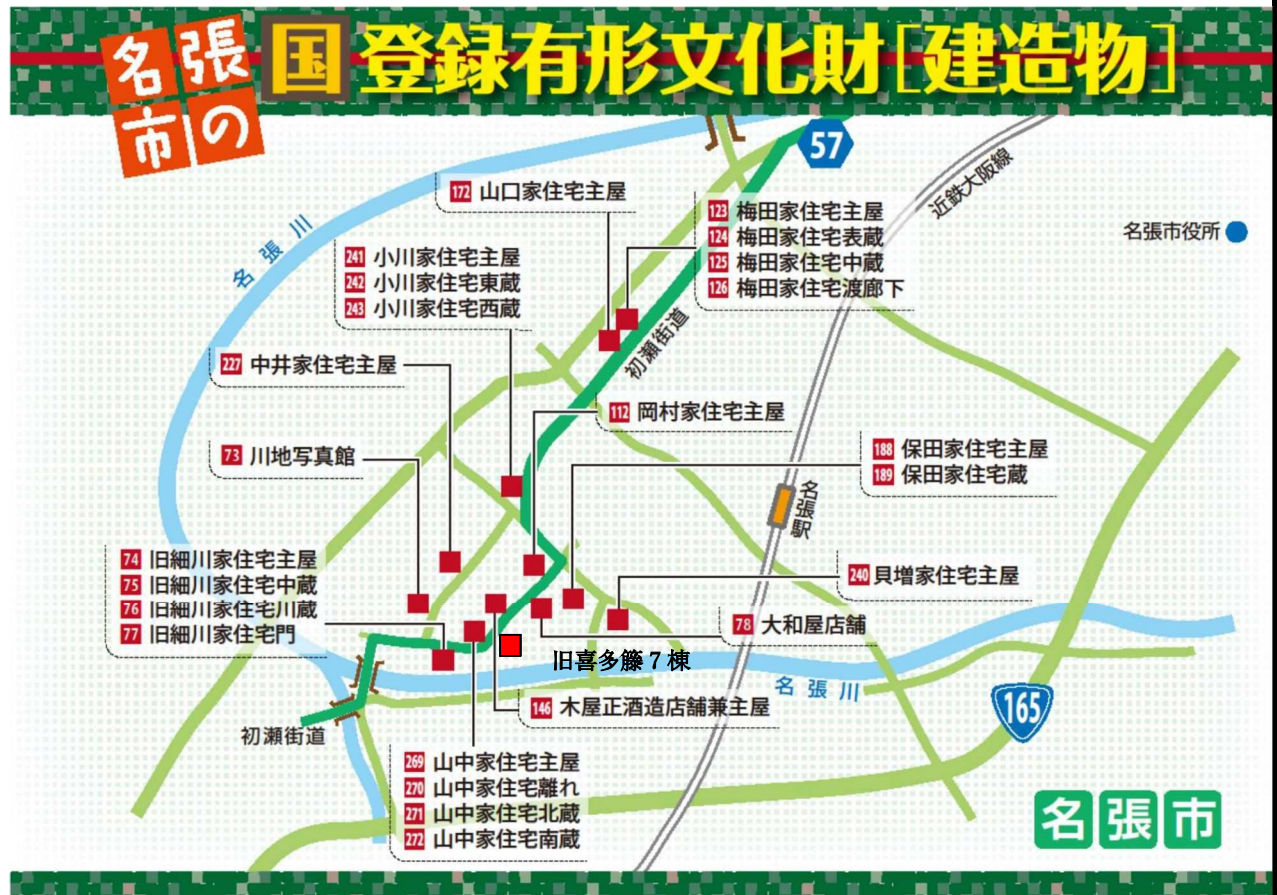 名張市の
国登録有形文化財[建造物]
57
近鉄大阪線
名張市役所
名張川
172 山口家住宅主屋
123 梅田家住宅主屋
124 梅田家住宅表蔵
125 梅田家住宅中蔵
126 梅田家住宅渡廊下
241 小川家住宅主屋
242 小川家住宅東蔵
243 小川家住宅西蔵
初瀬街道
227 中井家住宅主屋
112 岡村家住宅主屋
73 川地写真館
188 保田家住宅主屋
189 保田家住宅蔵
名張駅
74 旧細川家住宅主屋
75 旧細川家住宅中蔵
76 旧細川家住宅川蔵
77 旧細川家住宅門
240 貝増家住宅主屋
78 大和屋店舗
旧喜多籐7棟
名張川
146 木屋正酒造店舗兼主屋
165
初瀬街道
269 山中家住宅主屋
270 山中家住宅離れ
271 山中家住宅北蔵
272 山中家住宅南蔵
名張市